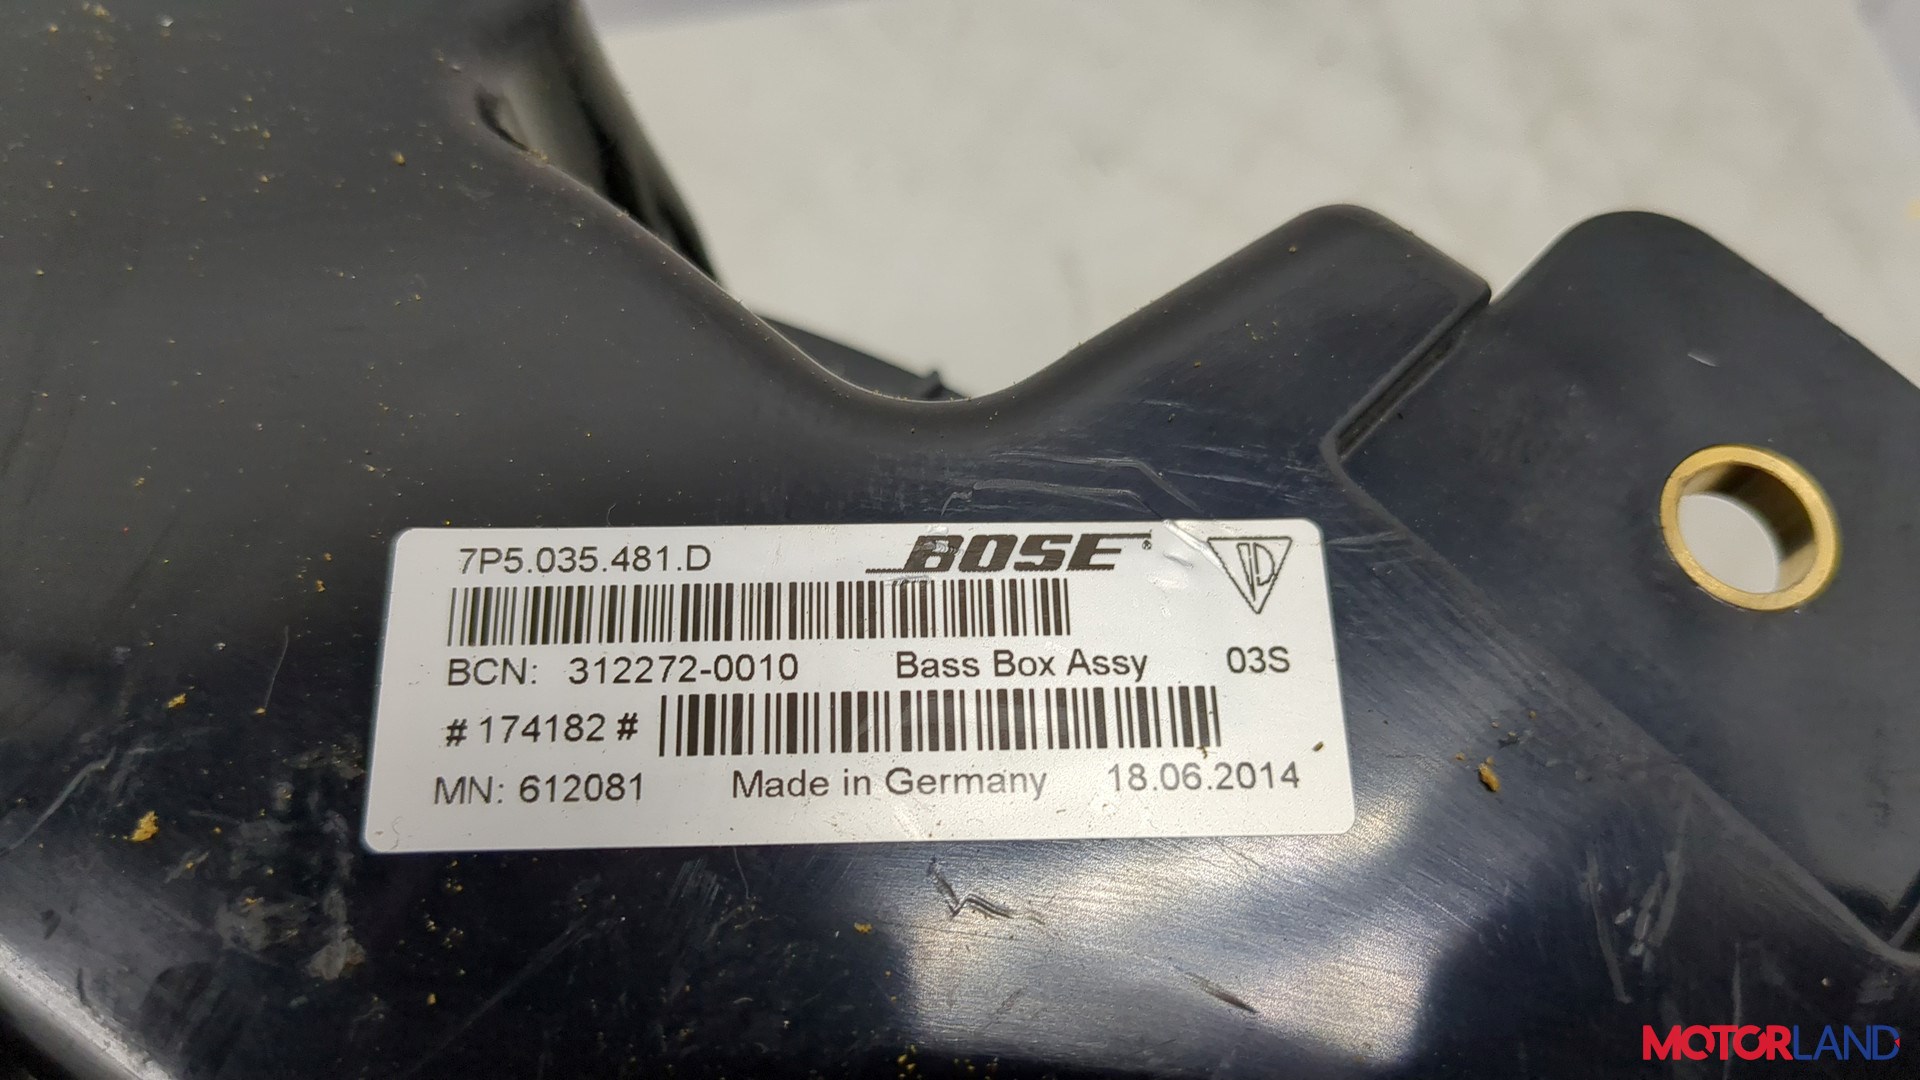 7P5.035.481.D BOSE® PD
BCN: 312272-0010 Bass Box Assy 03S
#174182#
MN: 612081 Made in Germany 18.06.2014
MOTORLAND